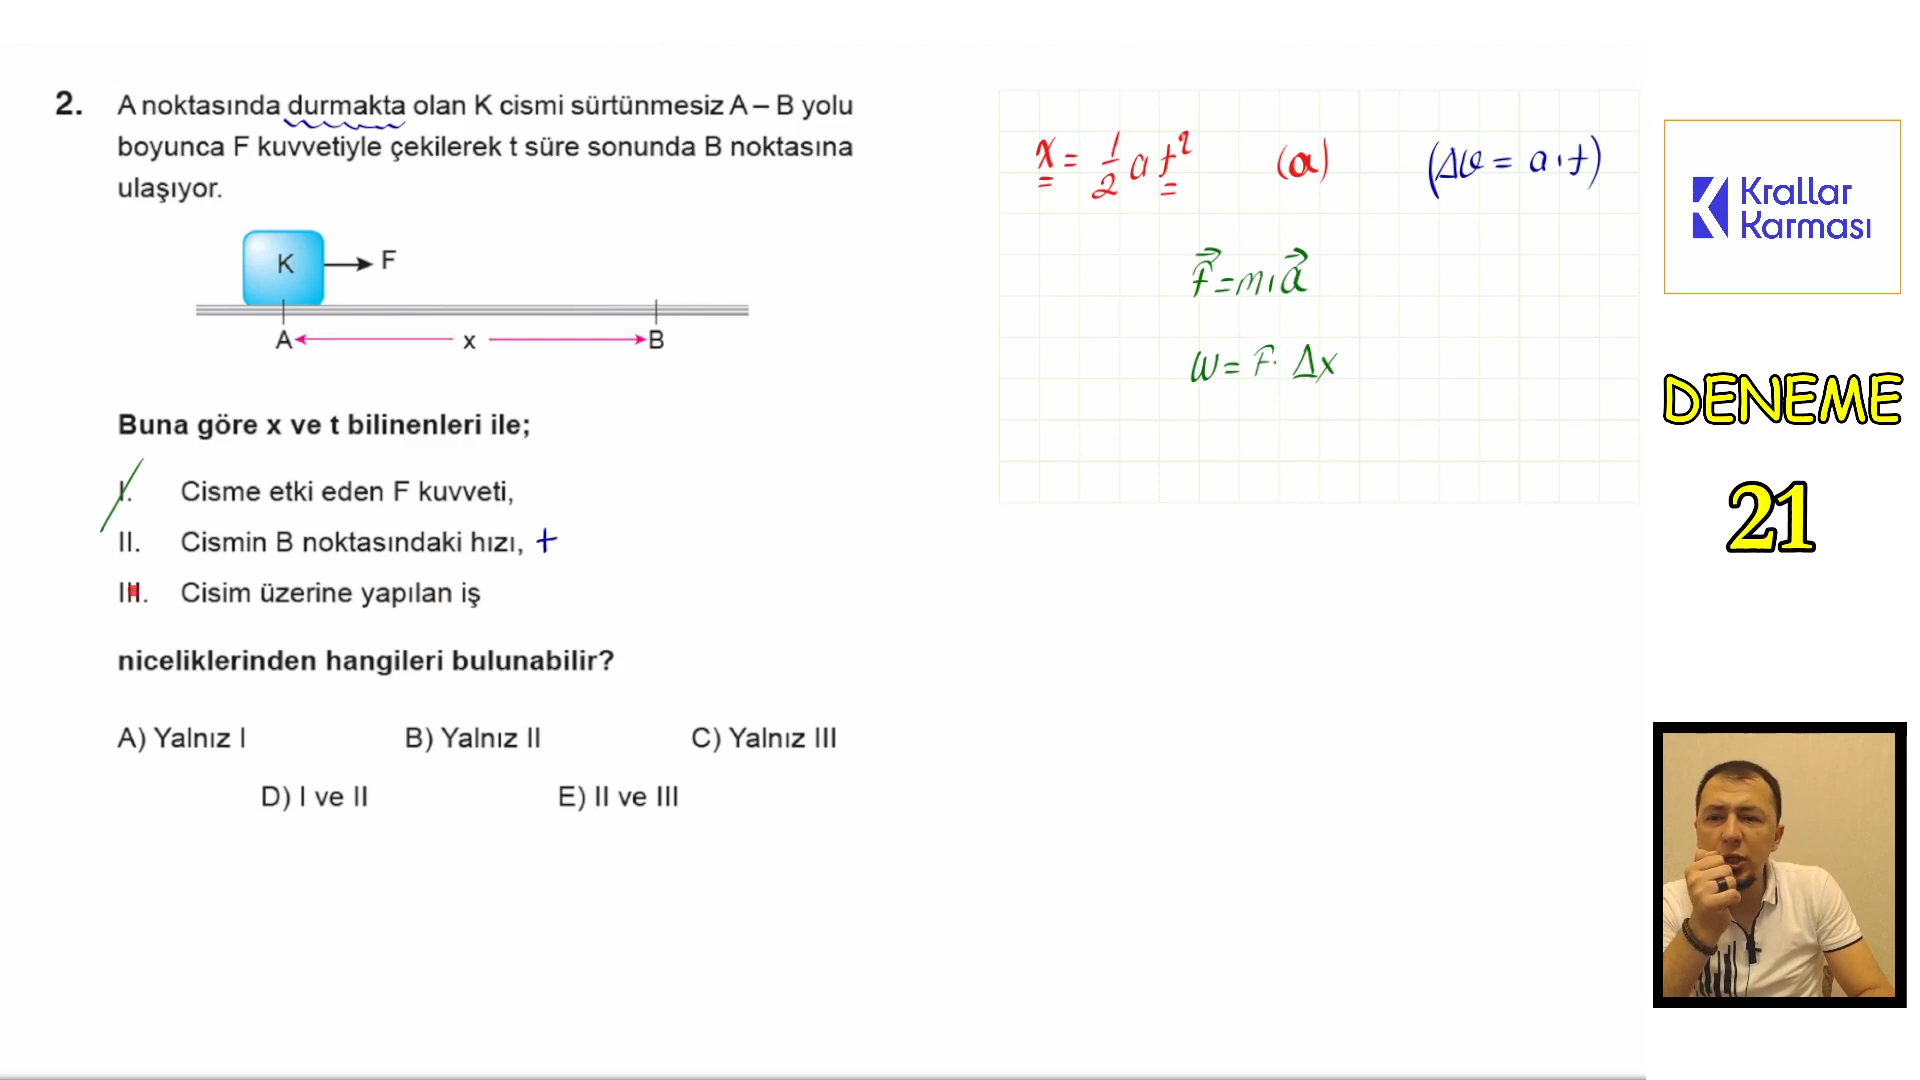 2. A noktasında durmakta olan K cismi sürtünmesiz A – B yolu
boyunca F kuvvetiyle çekilerek t süre sonunda B noktasına
ulaşıyor.
K
F
A
x
B
Buna göre x ve t bilinenleri ile;
I. Cisme etki eden F kuvveti,
II. Cismin B noktasındaki hızı, +
III. Cisim üzerine yapılan iş
niceliklerinden hangileri bulunabilir?
A) Yalnız I B) Yalnız II C) Yalnız III
D) I ve II E) II ve III
x = 1/2 a t² (a) (Δϑ = a.t)
F⃗ = m.a⃗
W = F. Δx
Krallar
Karması
DENEME
21